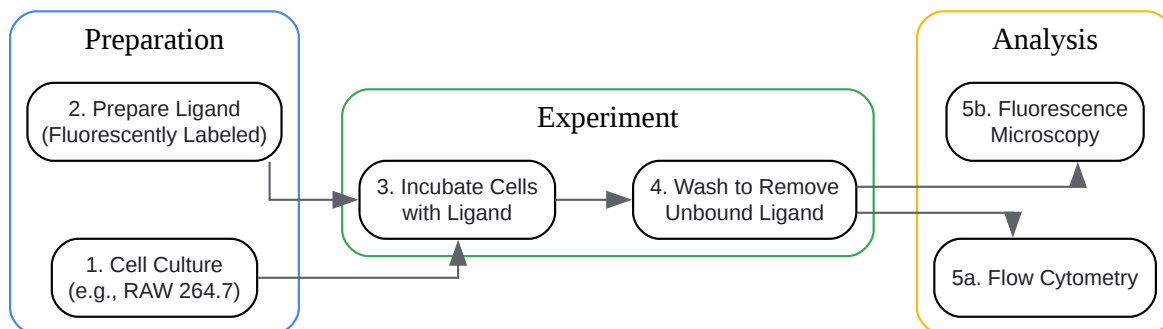 Preparation
2. Prepare Ligand
(Fluorescently Labeled)
1. Cell Culture
(e.g., RAW 264.7)
Experiment
3. Incubate Cells
with Ligand
4. Wash to Remove
Unbound Ligand
Analysis
5b. Fluorescence
Microscopy
5a. Flow Cytometry